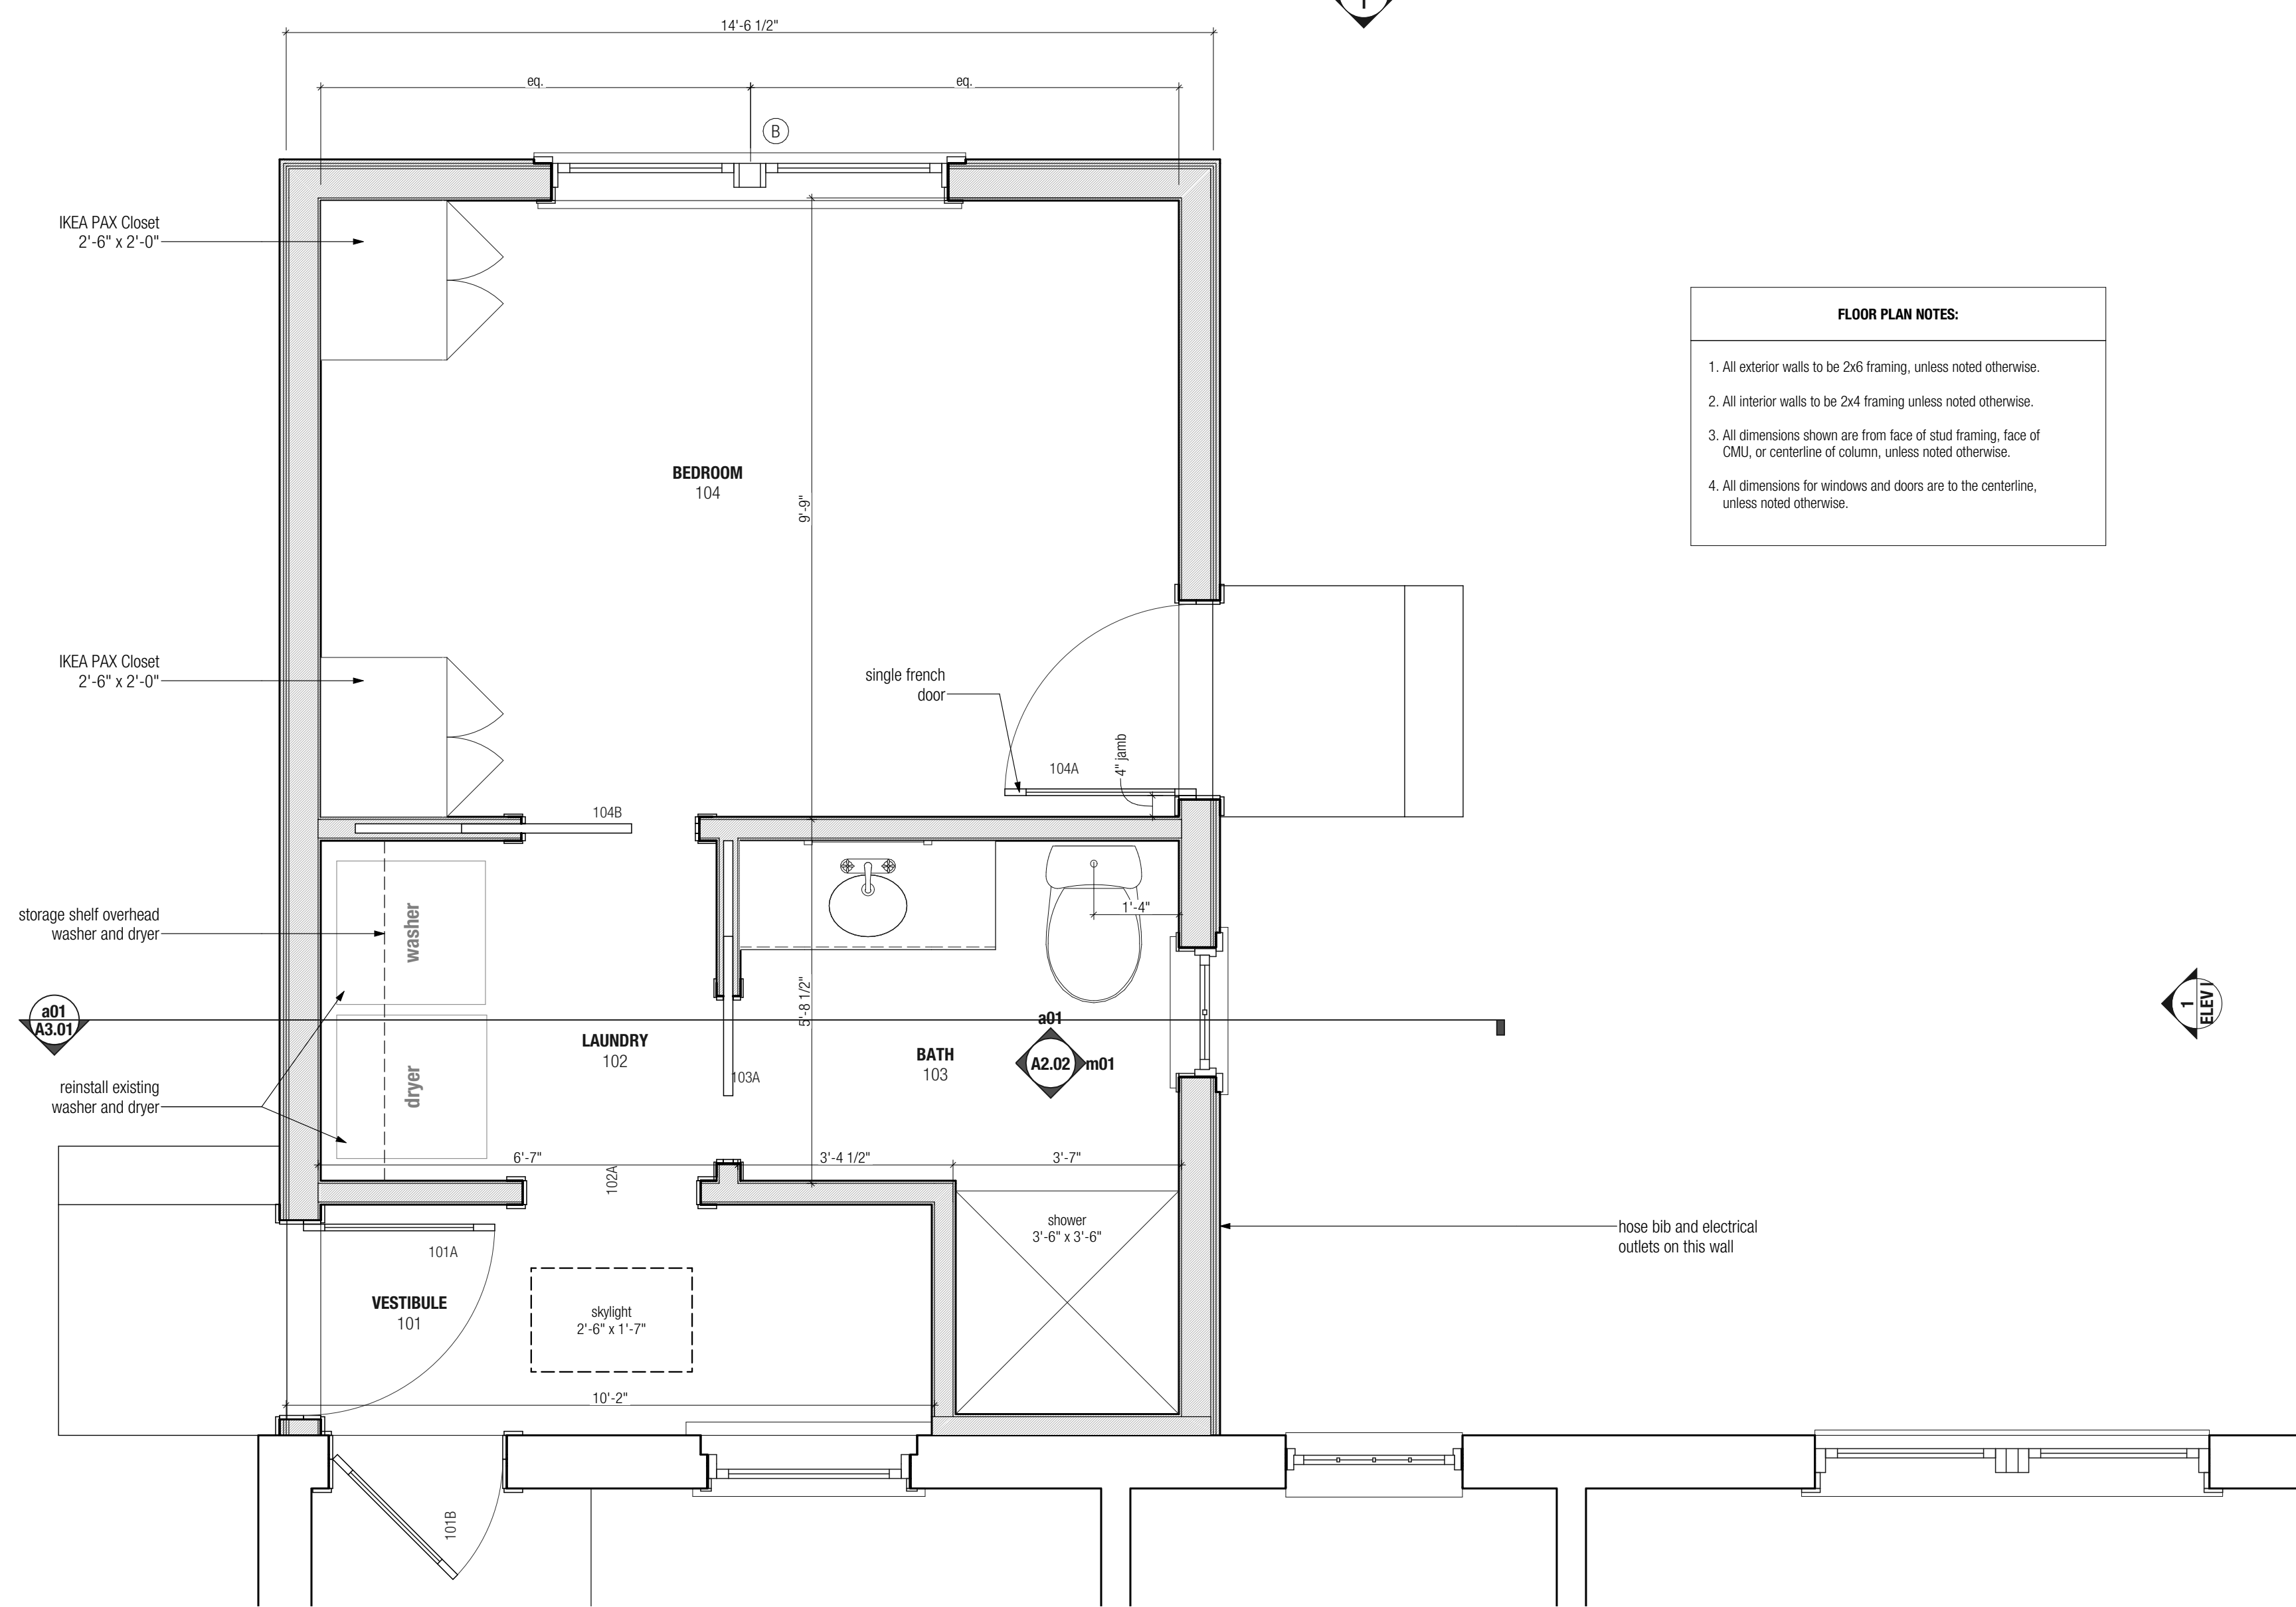 1
14'-6 1/2"
eq.
eq.
B
IKEA PAX Closet
2'-6" x 2'-0"
FLOOR PLAN NOTES:
1. All exterior walls to be 2x6 framing, unless noted otherwise.
2. All interior walls to be 2x4 framing unless noted otherwise.
3. All dimensions shown are from face of stud framing, face of
CMU, or centerline of column, unless noted otherwise.
4. All dimensions for windows and doors are to the centerline,
unless noted otherwise.
BEDROOM
104
9'-9"
IKEA PAX Closet
2'-6" x 2'-0"
single french
door
4" jamb
104A
104B
storage shelf overhead
washer and dryer
washer
1'-4"
5'-8 1/2"
a01
A3.01
a01
A2.02
m01
1
ELEV I
LAUNDRY
102
BATH
103
103A
dryer
reinstall existing
washer and dryer
6'-7"
3'-4 1/2"
3'-7"
102A
shower
3'-6" x 3'-6"
hose bib and electrical
outlets on this wall
101A
VESTIBULE
101
skylight
2'-6" x 1'-7"
10'-2"
101B